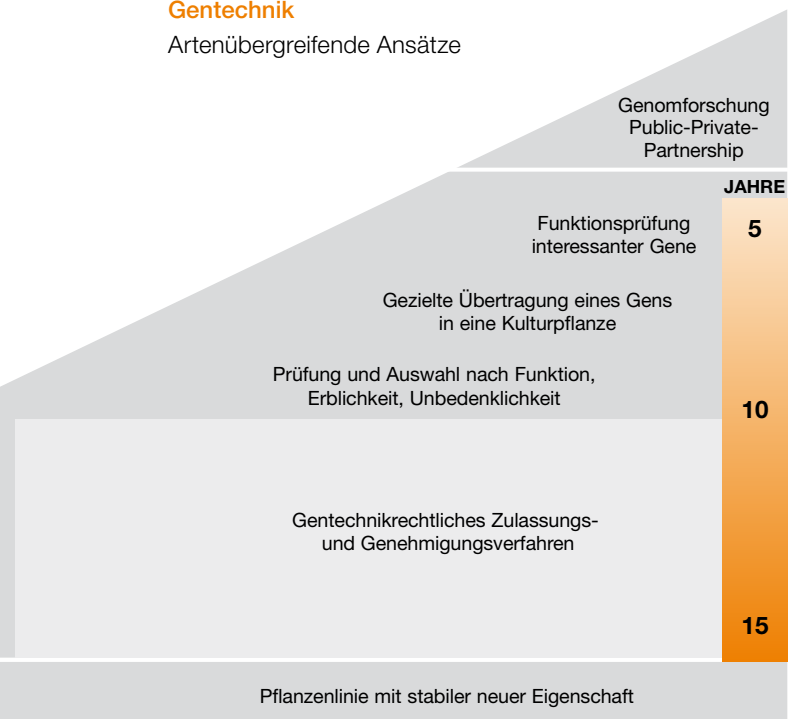 Gentechnik
Artenübergreifende Ansätze
Genomforschung
Public-Private-
Partnership
JAHRE
Funktionsprüfung
interessanter Gene
5
Gezielte Übertragung eines Gens
in eine Kulturpflanze
Prüfung und Auswahl nach Funktion,
Erblichkeit, Unbedenklichkeit
10
Gentechnikrechtliches Zulassungs-
und Genehmigungsverfahren
15
Pflanzenlinie mit stabiler neuer Eigenschaft